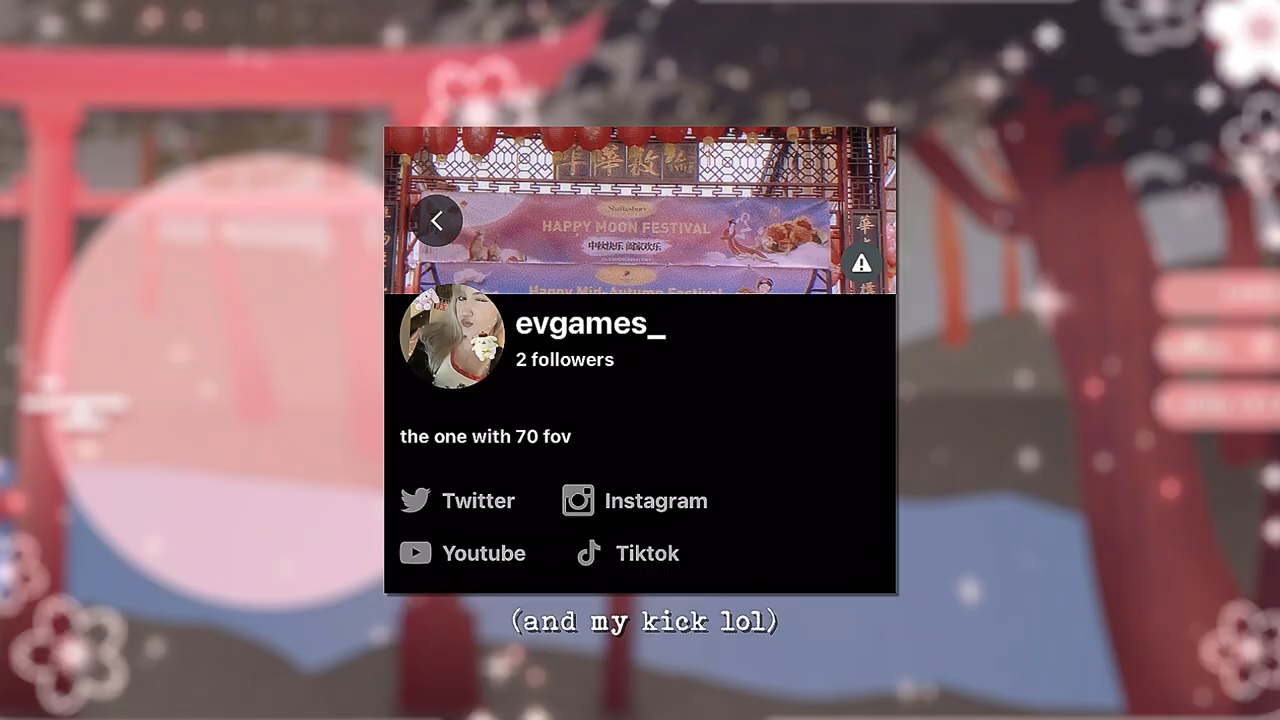 Shaftesbury
HAPPY MOON FESTIVAL
中秋快乐 阖家欢乐
Happy Mid-Autumn Festival
evgames_
2 followers
the one with 70 fov
Twitter
Instagram
Youtube
Tiktok
(and my kick lol)